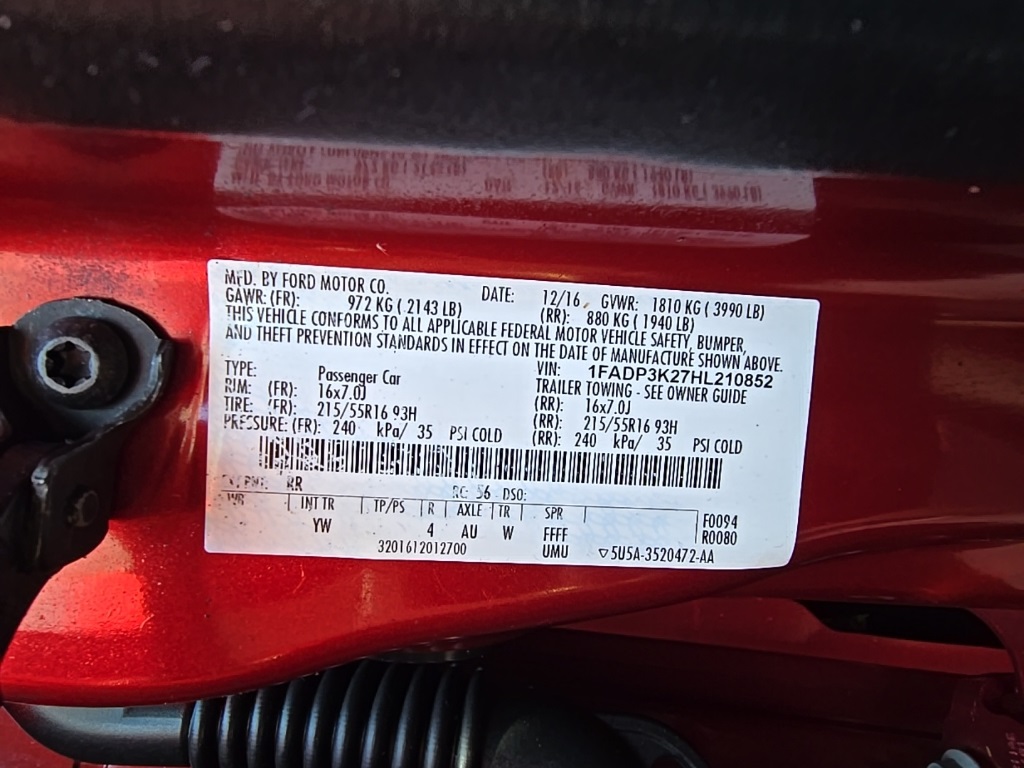 MFD. BY FORD MOTOR CO. DATE: 12/16 GVWR: 1810 KG ( 3990 LB)
GAWR: (FR): 972 KG ( 2143 LB) (RR): 880 KG ( 1940 LB)
THIS VEHICLE CONFORMS TO ALL APPLICABLE FEDERAL MOTOR VEHICLE SAFETY, BUMPER,
AND THEFT PREVENTION STANDARDS IN EFFECT ON THE DATE OF MANUFACTURE SHOWN ABOVE.
VIN: 1FADP3K27HL210852
TYPE: Passenger Car TRAILER TOWING - SEE OWNER GUIDE
RIM: (FR): 16x7.0J (RR): 16x7.0J
TIRE: (FR): 215/55R16 93H (RR): 215/55R16 93H
PRESSURE: (FR): 240 kPa/ 35 PSI COLD (RR): 240 kPa/ 35 PSI COLD
RR RC: 56 DSO:
WB INT TR TP/PS R AXLE TR SPR F0094
YW 4 AU W FFFF R0080
3201612012700 UMU ▽5U5A-3520472-AA